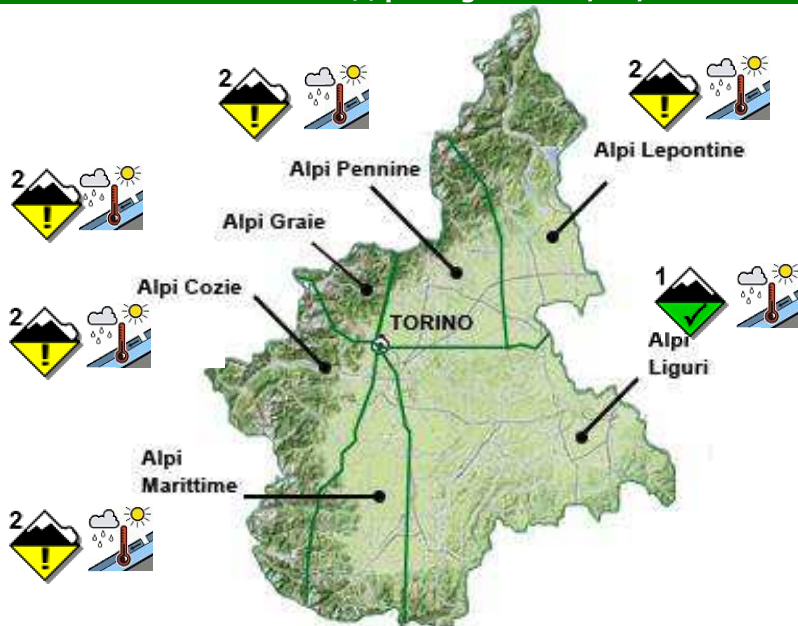 2
2
Alpi Lepontine
Alpi Pennine
2
Alpi Graie
1
Alpi Cozie
2
TORINO
Alpi
Liguri
Alpi
Marittime
2